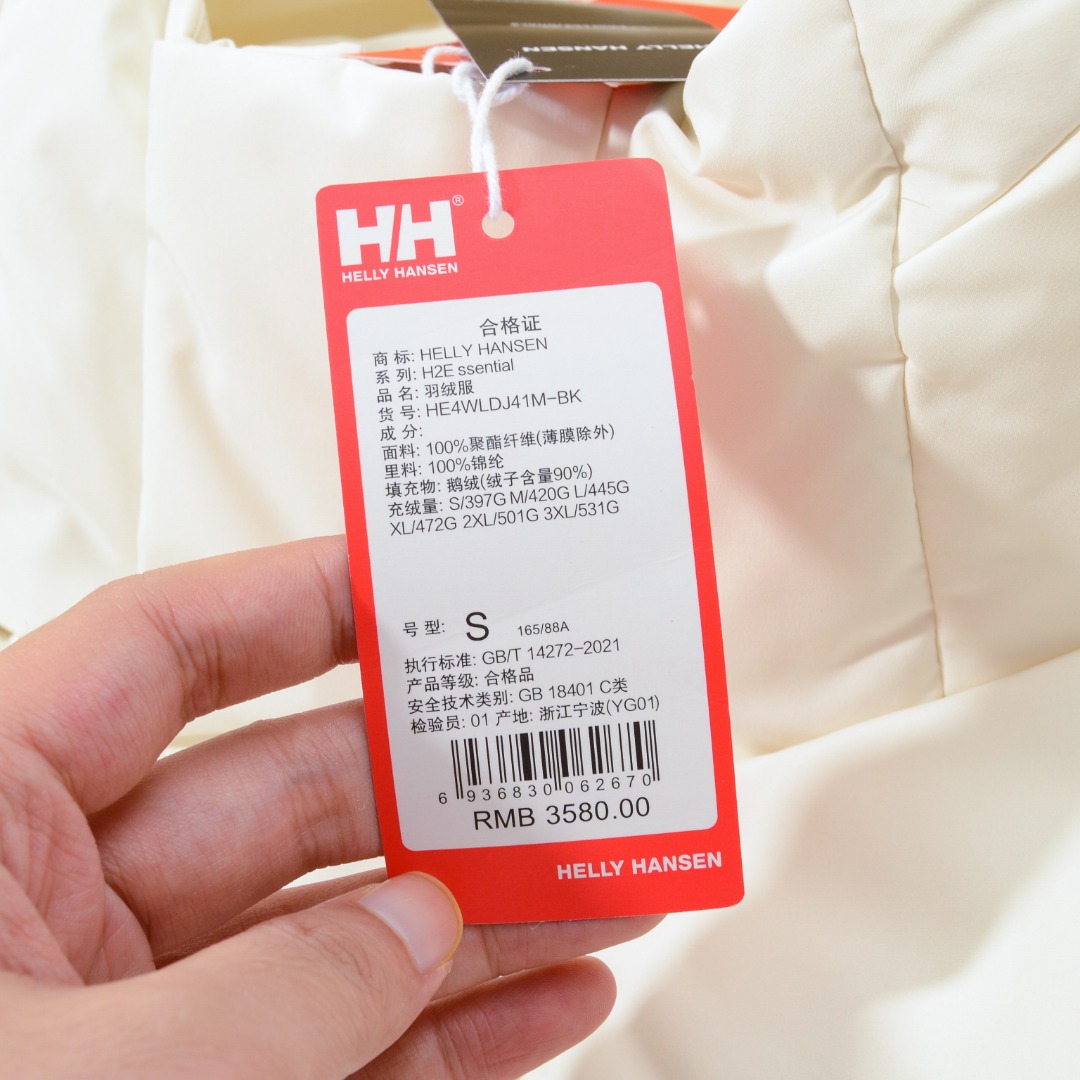 HELLY HANSEN
HH®
HELLY HANSEN
合格证
商 标: HELLY HANSEN
系 列: H2E ssential
品 名: 羽绒服
货 号: HE4WLDJ41M-BK
成 分:
面料: 100%聚酯纤维(薄膜除外)
里料: 100%锦纶
填充物: 鹅绒(绒子含量90%)
充绒量: S/397G M/420G L/445G
XL/472G 2XL/501G 3XL/531G
号 型: S 165/88A
执行标准: GB/T 14272-2021
产品等级: 合格品
安全技术类别: GB 18401 C类
检验员: 01 产地: 浙江宁波(YG01)
6 936830 062670
RMB 3580.00
HELLY HANSEN